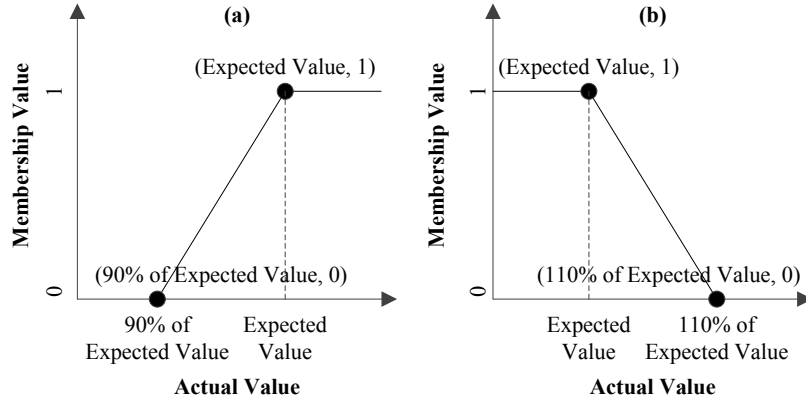 (a)
(Expected Value, 1)
1
Membership Value
(90% of Expected Value, 0)
0
90% of
Expected Value
Expected
Value
Actual Value
(b)
(Expected Value, 1)
1
Membership Value
(110% of Expected Value, 0)
0
Expected
Value
110% of
Expected Value
Actual Value